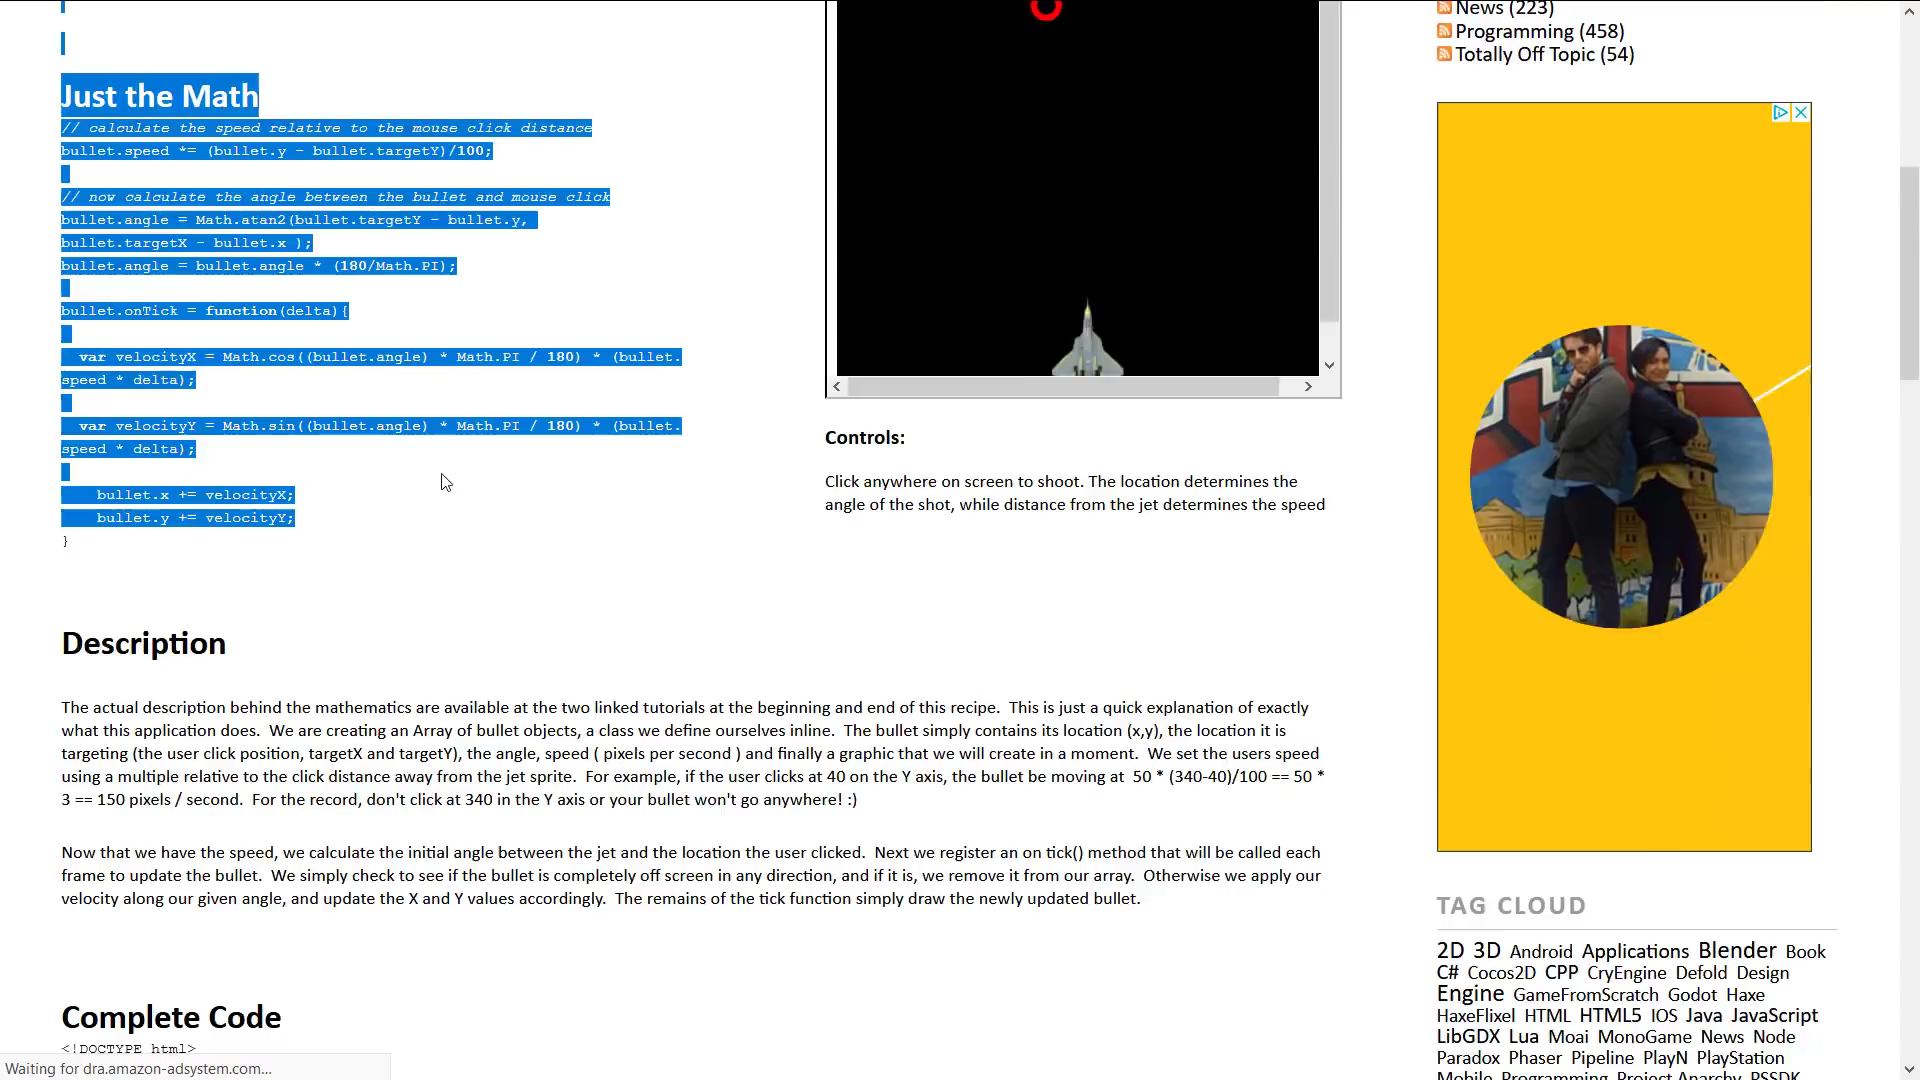 Just the Math
// calculate the speed relative to the mouse click distance
bullet.speed *= (bullet.y - bullet.targetY)/100;
// now calculate the angle between the bullet and mouse click
bullet.angle = Math.atan2(bullet.targetY - bullet.y,
bullet.targetX - bullet.x );
bullet.angle = bullet.angle * (180/Math.PI);
bullet.onTick = function(delta){
var velocityX = Math.cos((bullet.angle) * Math.PI / 180) * (bullet.
speed * delta);
var velocityY = Math.sin((bullet.angle) * Math.PI / 180) * (bullet.
speed * delta);
bullet.x += velocityX;
bullet.y += velocityY;
}
Controls:
Click anywhere on screen to shoot. The location determines the
angle of the shot, while distance from the jet determines the speed
Description
The actual description behind the mathematics are available at the two linked tutorials at the beginning and end of this recipe.  This is just a quick explanation of exactly
what this application does.  We are creating an Array of bullet objects, a class we define ourselves inline.  The bullet simply contains its location (x,y), the location it is
targeting (the user click position, targetX and targetY), the angle, speed ( pixels per second ) and finally a graphic that we will create in a moment.  We set the users speed
using a multiple relative to the click distance away from the jet sprite.  For example, if the user clicks at 40 on the Y axis, the bullet be moving at  50 * (340-40)/100 == 50 *
3 == 150 pixels / second.  For the record, don't click at 340 in the Y axis or your bullet won't go anywhere! :)
Now that we have the speed, we calculate the initial angle between the jet and the location the user clicked.  Next we register an on tick() method that will be called each
frame to update the bullet.  We simply check to see if the bullet is completely off screen in any direction, and if it is, we remove it from our array.  Otherwise we apply our
velocity along our given angle, and update the X and Y values accordingly.  The remains of the tick function simply draw the newly updated bullet.
Complete Code
<!DOCTYPE html>
Waiting for dra.amazon-adsystem.com...
News (223)
Programming (458)
Totally Off Topic (54)
TAG CLOUD
2D 3D Android Applications Blender Book
C# Cocos2D CPP CryEngine Defold Design
Engine GameFromScratch Godot Haxe
HaxeFlixel HTML HTML5 IOS Java JavaScript
LibGDX Lua Moai MonoGame News Node
Paradox Phaser Pipeline PlayN PlayStation
Mobile Programming Project Anarchy PSSDK